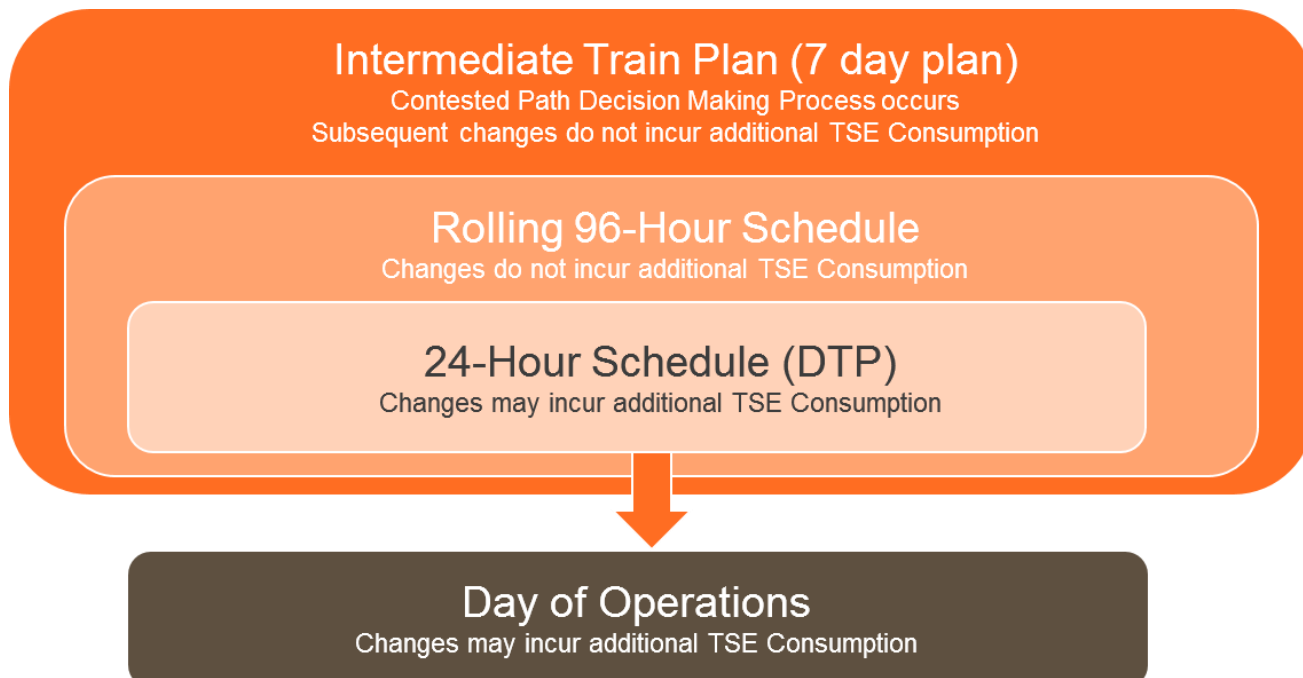 Intermediate Train Plan (7 day plan)
Contested Path Decision Making Process occurs
Subsequent changes do not incur additional TSE Consumption
Rolling 96-Hour Schedule
Changes do not incur additional TSE Consumption
24-Hour Schedule (DTP)
Changes may incur additional TSE Consumption
Day of Operations
Changes may incur additional TSE Consumption